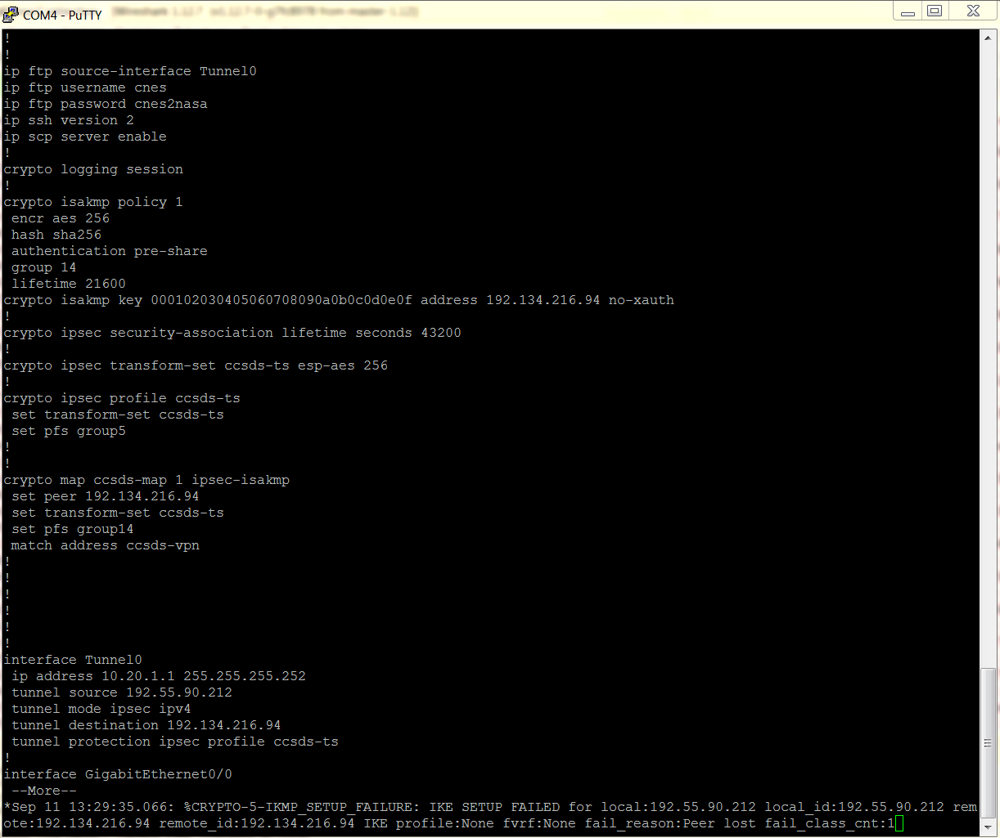 COM4 - PuTTY
!
!
ip ftp source-interface Tunnel0
ip ftp username cnes
ip ftp password cnes2nasa
ip ssh version 2
ip scp server enable
!
crypto logging session
!
crypto isakmp policy 1
encr aes 256
hash sha256
authentication pre-share
group 14
lifetime 21600
crypto isakmp key 000102030405060708090a0b0c0d0e0f address 192.134.216.94 no-xauth
!
crypto ipsec security-association lifetime seconds 43200
!
crypto ipsec transform-set ccsds-ts esp-aes 256
!
crypto ipsec profile ccsds-ts
set transform-set ccsds-ts
set pfs group5
!
!
crypto map ccsds-map 1 ipsec-isakmp
set peer 192.134.216.94
set transform-set ccsds-ts
set pfs group14
match address ccsds-vpn
!
!
!
!
!
!
interface Tunnel0
ip address 10.20.1.1 255.255.255.252
tunnel source 192.55.90.212
tunnel mode ipsec ipv4
tunnel destination 192.134.216.94
tunnel protection ipsec profile ccsds-ts
!
interface GigabitEthernet0/0
--More--
*Sep 11 13:29:35.066: %CRYPTO-5-IKMP_SETUP_FAILURE: IKE SETUP FAILED for local:192.55.90.212 local_id:192.55.90.212 rem
ote:192.134.216.94 remote_id:192.134.216.94 IKE profile:None fvrf:None fail_reason:Peer lost fail_class_cnt:1